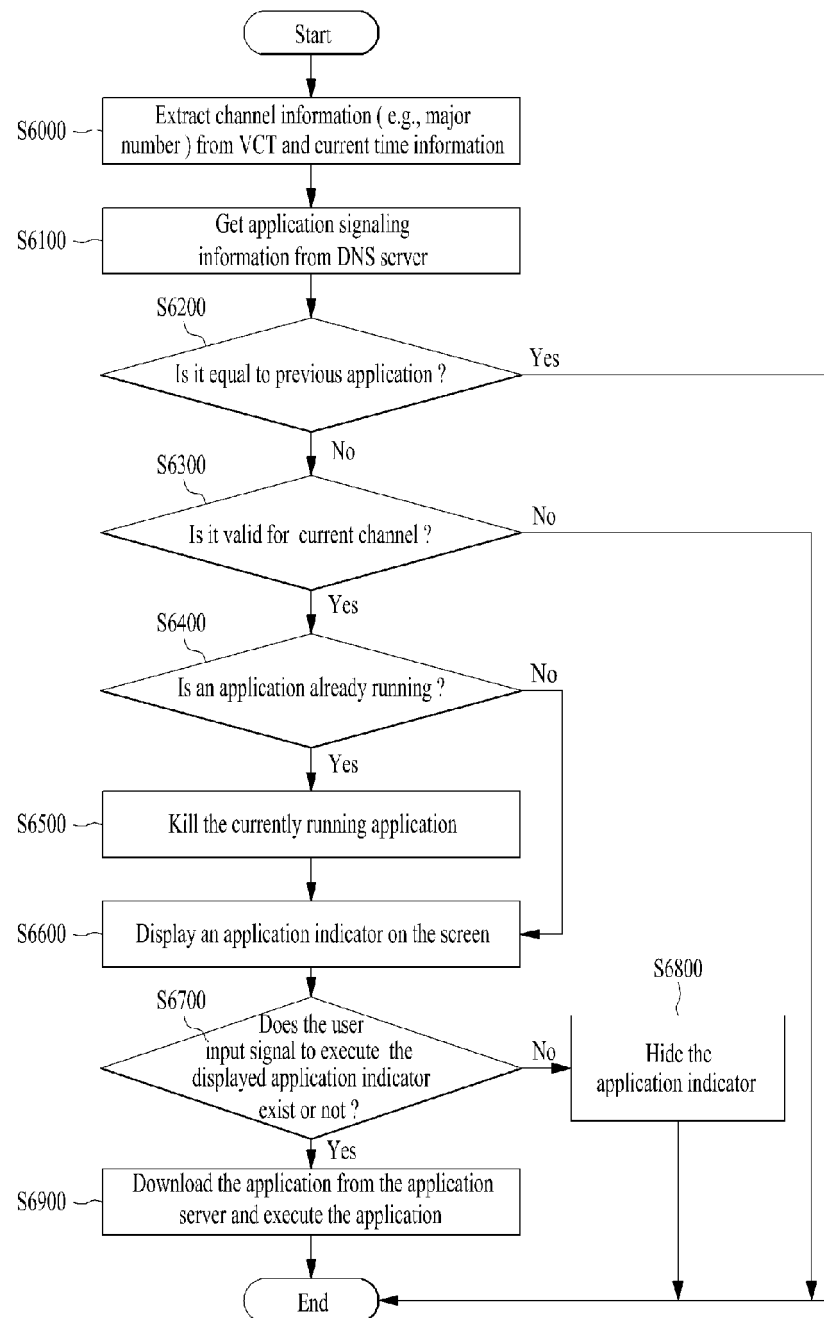 Start
S6000
Extract channel information ( e.g., major
number ) from VCT and current time information
S6100
Get application signaling
information from DNS server
S6200
Is it equal to previous application ?
Yes
No
S6300
Is it valid for current channel ?
No
Yes
S6400
Is an application already running ?
No
Yes
S6500
Kill the currently running application
S6600
Display an application indicator on the screen
S6700
Does the user
input signal to execute the
displayed application indicator
exist or not ?
No
S6800
Hide the
application indicator
Yes
S6900
Download the application from the application
server and execute the application
End